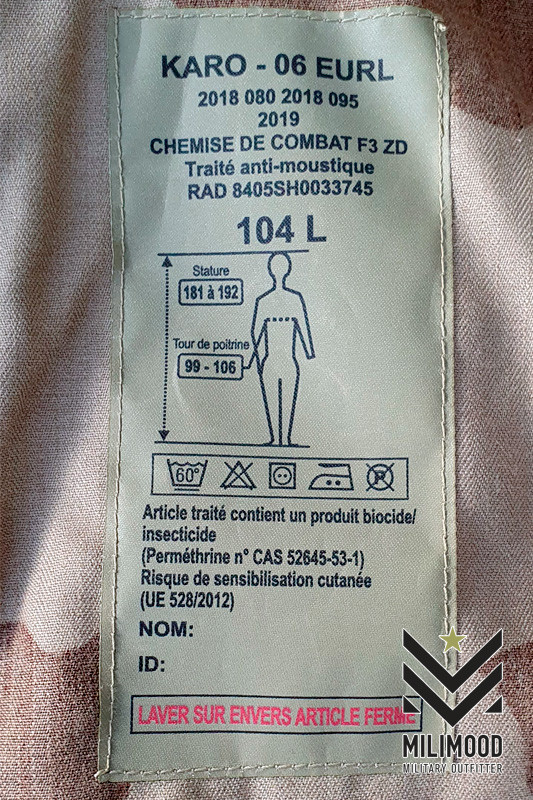 KARO - 06 EURL
2018 080 2018 095
2019
CHEMISE DE COMBAT F3 ZD
Traité anti-moustique
RAD 8405SH0033745
104 L
Stature
181 à 192
Tour de poitrine
99 - 106
60°
P
Article traité contient un produit biocide/
insecticide
(Perméthrine n° CAS 52645-53-1)
Risque de sensibilisation cutanée
(UE 528/2012)
NOM:
ID:
LAVER SUR ENVERS ARTICLE FERME
MILIMOOD
MILITARY OUTFITTER